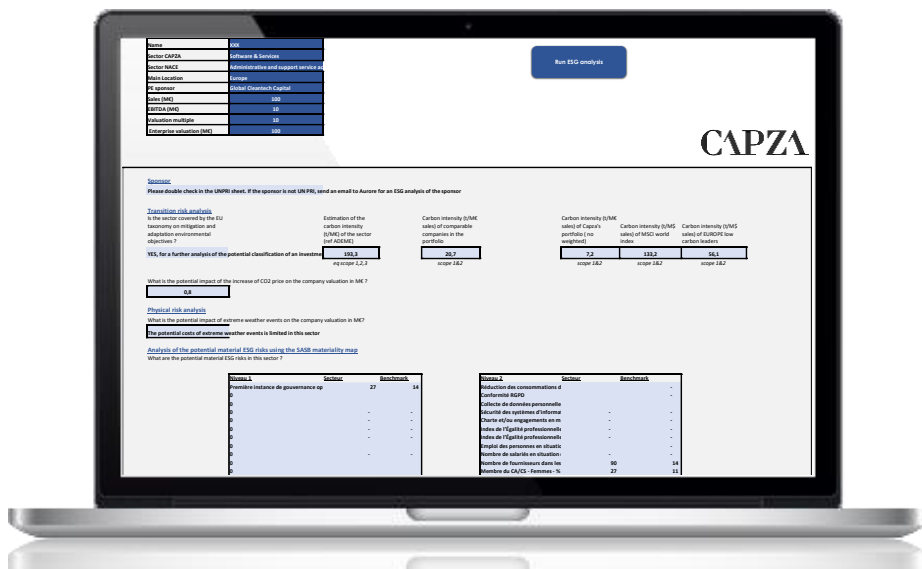 Name XXX
Sector CAPZA Software & Services
Sector NACE Administrative and support service ac
Main Location Europe
PE sponsor Global Cleantech Capital
Sales (M€) 100
EBITDA (M€) 10
Valuation multiple 10
Enterprise valuation (M€) 100
Run ESG analysis
CAPZA
Sponsor
Please double check in the UNPRI sheet. If the sponsor is not UN PRI, send an email to Aurore for an ESG analysis of the sponsor
Transition risk analysis
Is the sector covered by the EU
taxonomy on mitigation and
adaptation environmental
objectives ?
Estimation of the
carbon intensity
(t/M€) of the sector
(ref ADEME)
Carbon intensity (t/M€
sales) of comparable
companies in the
portfolio
Carbon intensity (t/M€
sales) of Capza's
portfolio ( no
weighted)
Carbon intensity (t/M$
sales) of MSCI world
index
Carbon intensity (t/M$
sales) of EUROPE low
carbon leaders
YES, for a further analysis of the potential classification of an investme 193,3 20,7 7,2 133,2 56,1
eq scope 1,2,3 scope 1&2 scope 1&2 scope 1&2 scope 1&2
What is the potential impact of the increase of CO2 price on the company valuation in M€ ?
0,8
Physical risk analysis
What is the potential impact of extreme weather events on the company valuation in M€?
The potential costs of extreme weather events is limited in this sector
Analysis of the potential material ESG risks using the SASB materiality map
What are the potential material ESG risks in this sector ?
Niveau 1 Secteur Benchmark
Première instance de gouvernance op 27 14
0
0
0 - -
0 - -
0 - -
0 - -
0
0 - -
0
0
Niveau 2 Secteur Benchmark
Réduction des consommations d -
Conformité RGPD -
Collecte de données personnelle
Sécurité des systèmes d'informa - -
Charte et/ou engagements en m - -
Index de l'Égalité professionnelle - -
Index de l'Égalité professionnelle - -
Emploi des personnes en situatic -
Nombre de salariés en situation - -
Nombre de fournisseurs dans les 90 14
Membre du CA/CS - Femmes - % 27 11